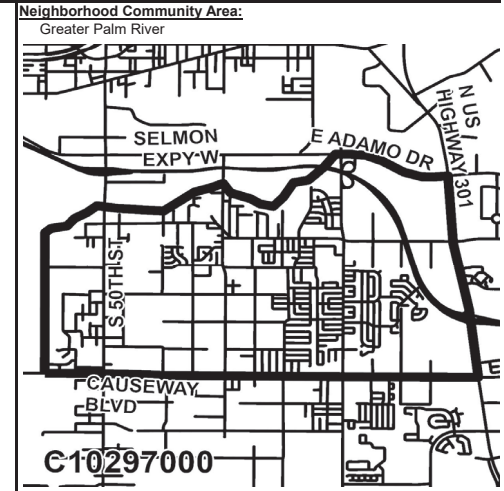 Neighborhood Community Area:
Greater Palm River
SELMON
EXPY W
E ADAMO DR
N US
HIGHWAY 301
S 50TH ST
CAUSEWAY
BLVD
E
C10297000